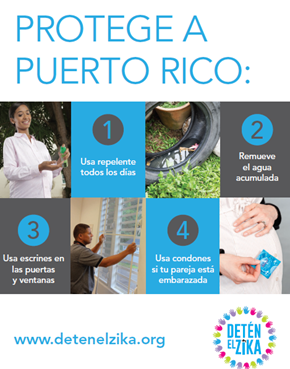 PROTEGE A
PUERTO RICO:
1
Usa repelente
todos los días
2
Remueve
el agua
acumulada
3
Usa escrines en
las puertas
y ventanas
4
Usa condones
si tu pareja está
embarazada
www.detenelzika.org
DETÉN
EL ZIKA